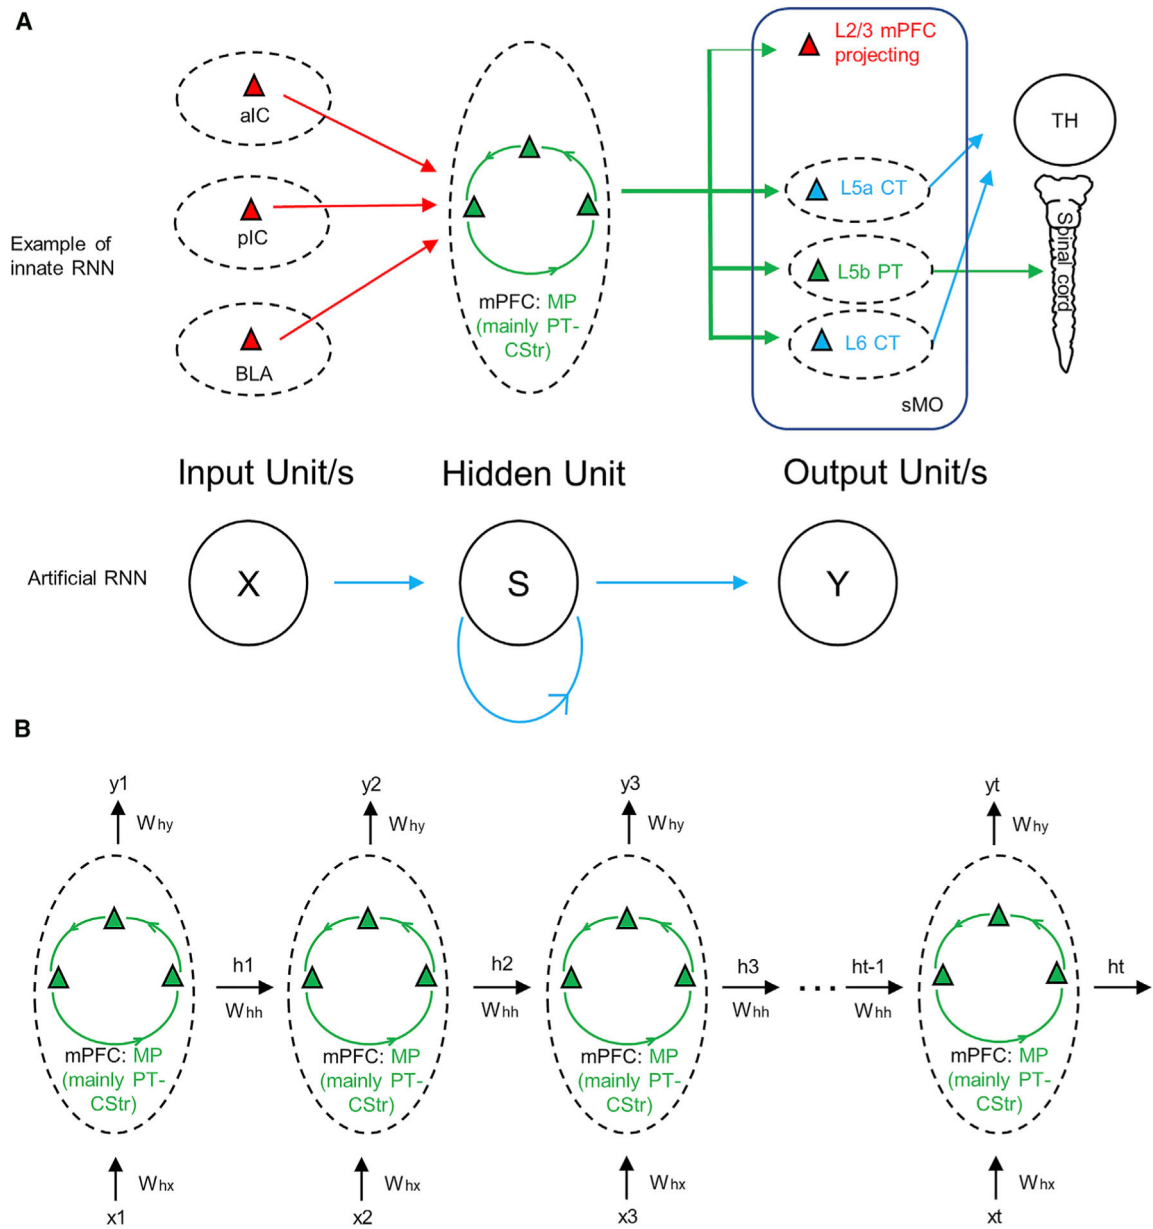 A
aIC
pIC
BLA
Example of
innate RNN
mPFC: MP
(mainly PT-
CStr)
L2/3 mPFC
projecting
L5a CT
L5b PT
L6 CT
sMO
TH
Spinal cord
Input Unit/s
Hidden Unit
Output Unit/s
Artificial RNN
X
S
Y
B
y1
y2
y3
yt
Why
Why
Why
Why
h1
h2
h3
ht-1
ht
Whh
Whh
Whh
Whh
mPFC: MP
(mainly PT-
CStr)
mPFC: MP
(mainly PT-
CStr)
mPFC: MP
(mainly PT-
CStr)
mPFC: MP
(mainly PT-
CStr)
Whx
Whx
Whx
Whx
x1
x2
x3
xt